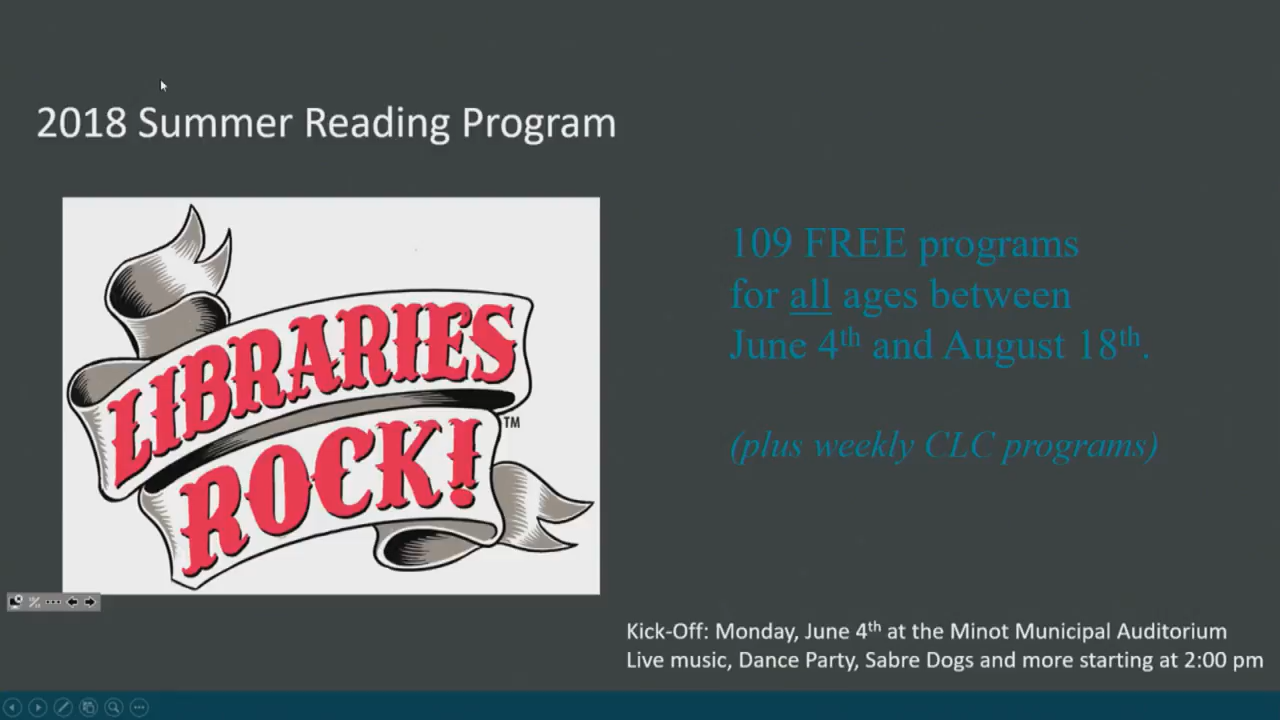 2018 Summer Reading Program
LIBRARIES
ROCK!™
109 FREE programs
for all ages between
June 4th and August 18th.
(plus weekly CLC programs)
Kick-Off: Monday, June 4th at the Minot Municipal Auditorium
Live music, Dance Party, Sabre Dogs and more starting at 2:00 pm